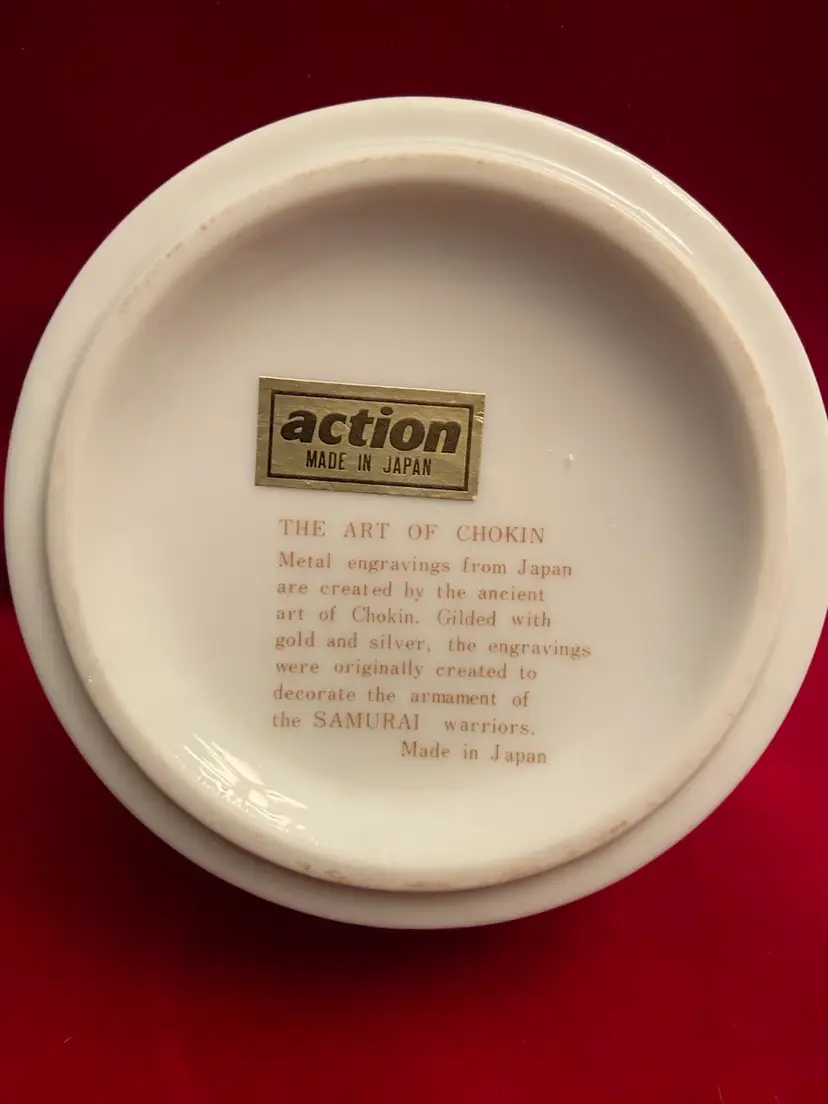 action
MADE IN JAPAN
THE ART OF CHOKIN
Metal engravings from Japan
are created by the ancient
art of Chokin. Gilded with
gold and silver, the engravings
were originally created to
decorate the armament of
the SAMURAI warriors.
Made in Japan